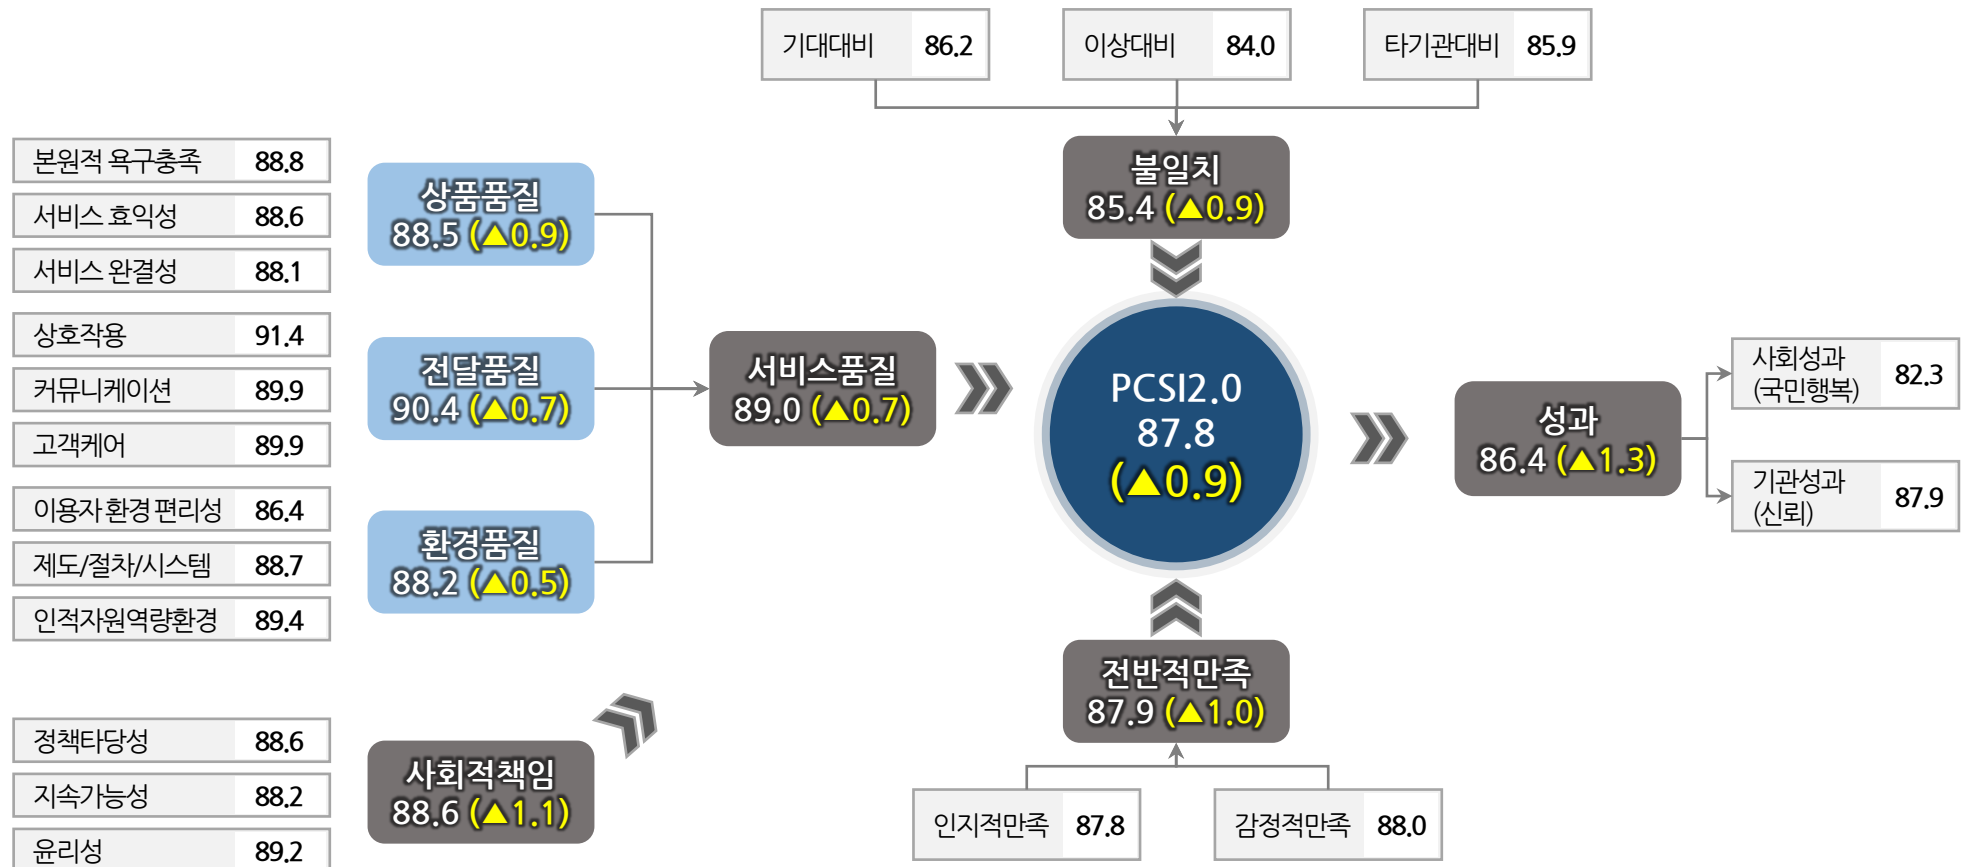 기대대비 86.2
이상대비 84.0
타기관대비 85.9
불일치
85.4 (▲0.9)
본원적 욕구충족 88.8
서비스 효익성 88.6
서비스 완결성 88.1
상품품질
88.5 (▲0.9)
상호작용 91.4
커뮤니케이션 89.9
고객케어 89.9
전달품질
90.4 (▲0.7)
이용자 환경 편리성 86.4
제도/절차/시스템 88.7
인적자원역량환경 89.4
환경품질
88.2 (▲0.5)
서비스품질
89.0 (▲0.7)
PCSI2.0
87.8
(▲0.9)
성과
86.4 (▲1.3)
사회성과
(국민행복) 82.3
기관성과
(신뢰) 87.9
정책타당성 88.6
지속가능성 88.2
윤리성 89.2
사회적책임
88.6 (▲1.1)
전반적만족
87.9 (▲1.0)
인지적만족 87.8
감정적만족 88.0